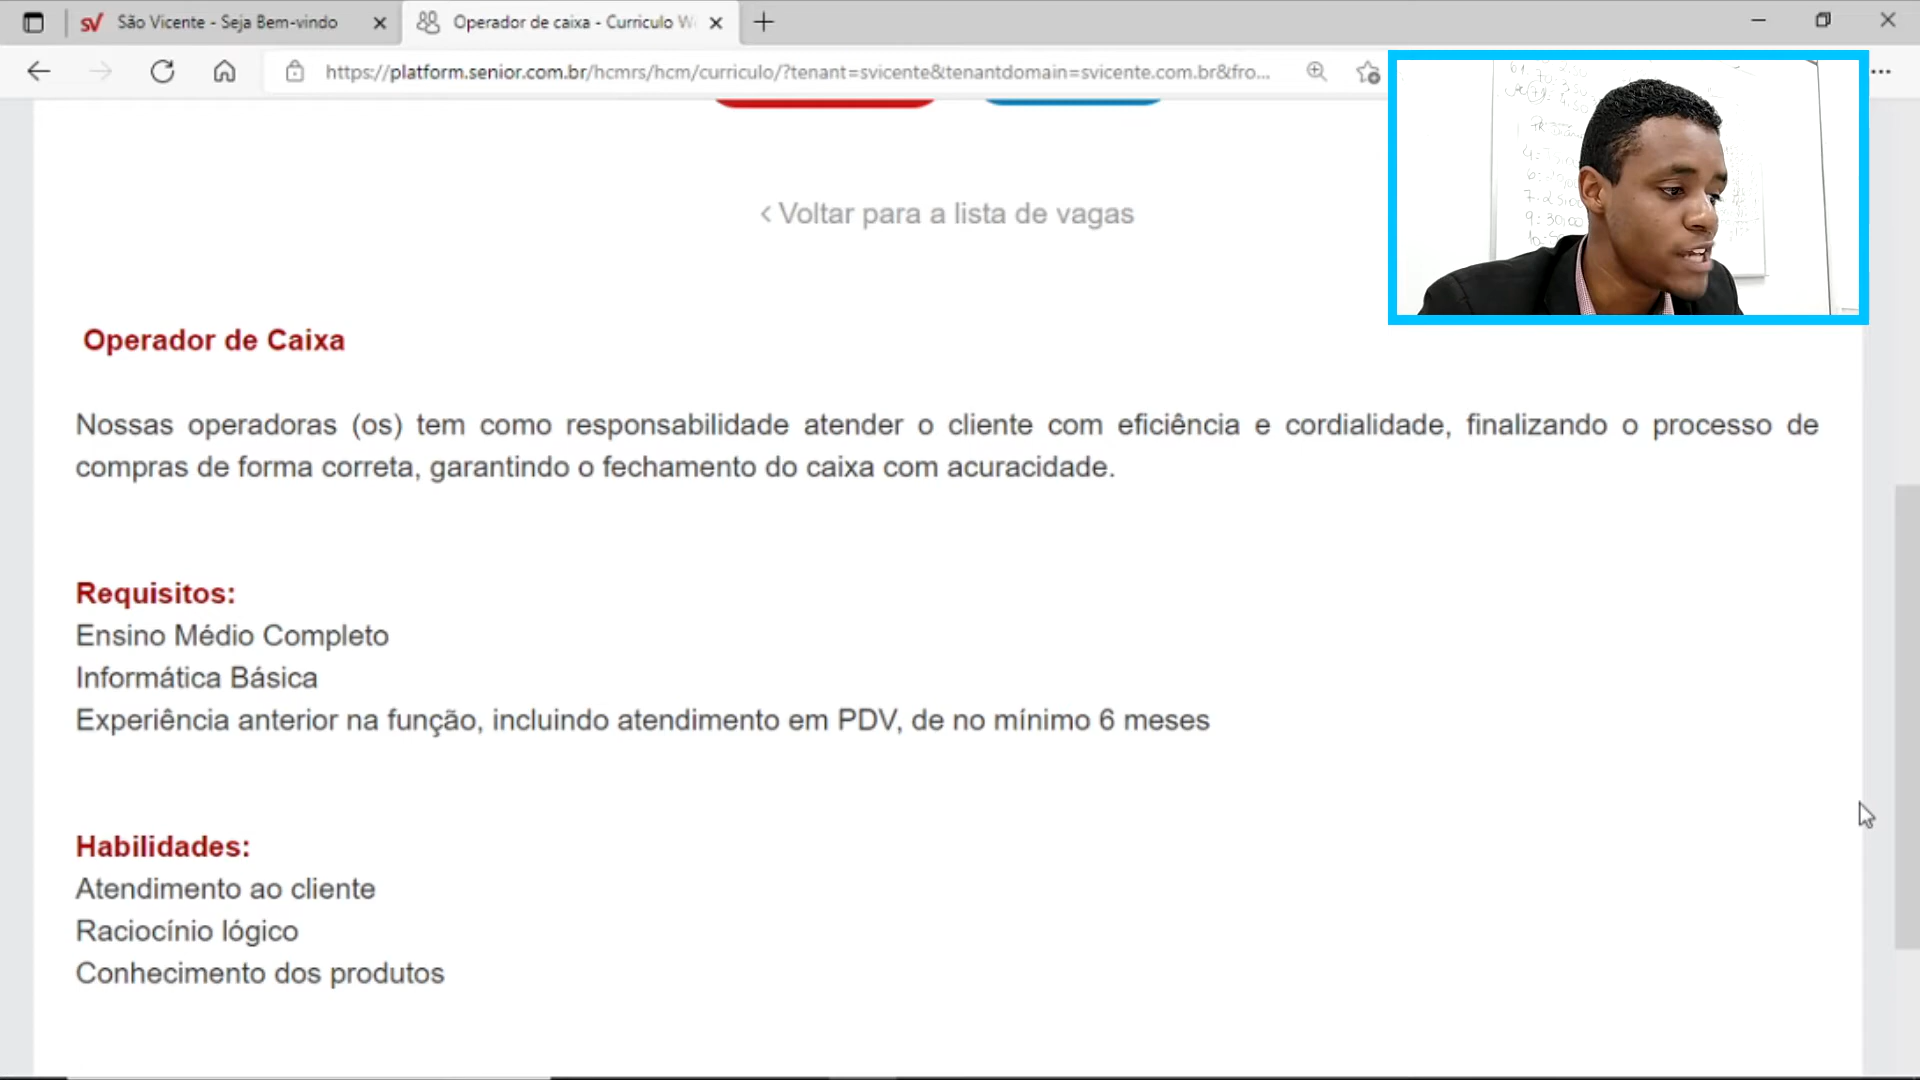 São Vicente - Seja Bem-vindo
Operador de caixa - Curriculo W
https://platform.senior.com.br/hcmrs/hcm/curriculo/?tenant=svicente&tenantdomain=svicente.com.br&fro...
< Voltar para a lista de vagas
Operador de Caixa
Nossas operadoras (os) tem como responsabilidade atender o cliente com eficiência e cordialidade, finalizando o processo de
compras de forma correta, garantindo o fechamento do caixa com acuracidade.
Requisitos:
Ensino Médio Completo
Informática Básica
Experiência anterior na função, incluindo atendimento em PDV, de no mínimo 6 meses
Habilidades:
Atendimento ao cliente
Raciocínio lógico
Conhecimento dos produtos